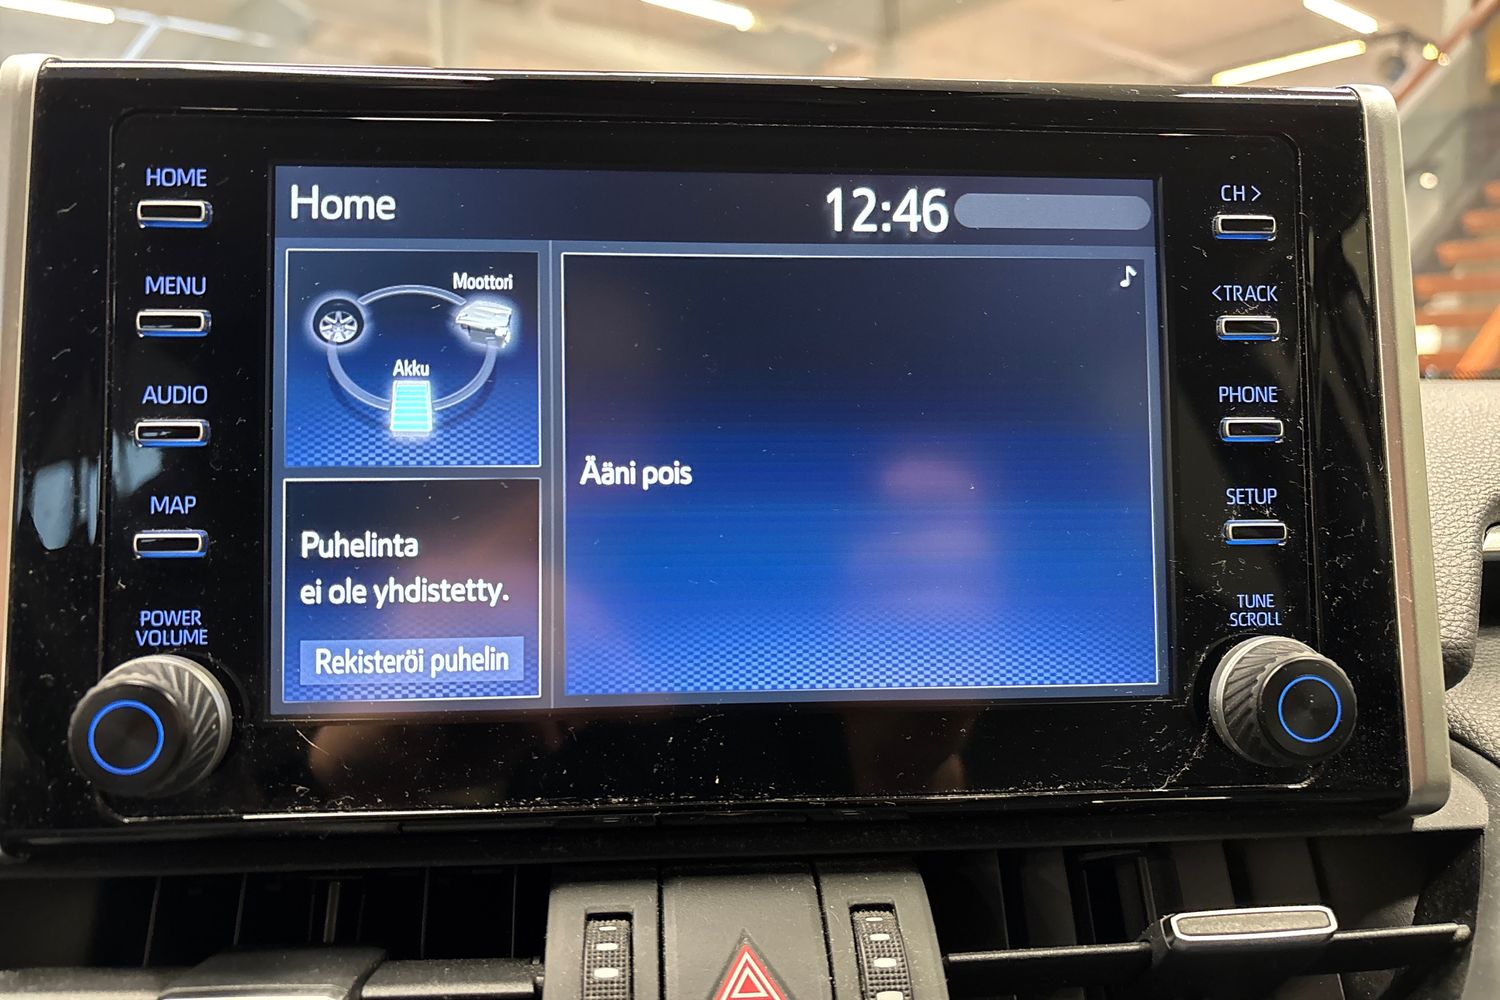 HOME
MENU
AUDIO
MAP
POWER
VOLUME
Home
12:46
Moottori
Akku
Puhelinta
ei ole yhdistetty.
Rekisteröi puhelin
Ääni pois
CH >
< TRACK
PHONE
SETUP
TUNE
SCROLL